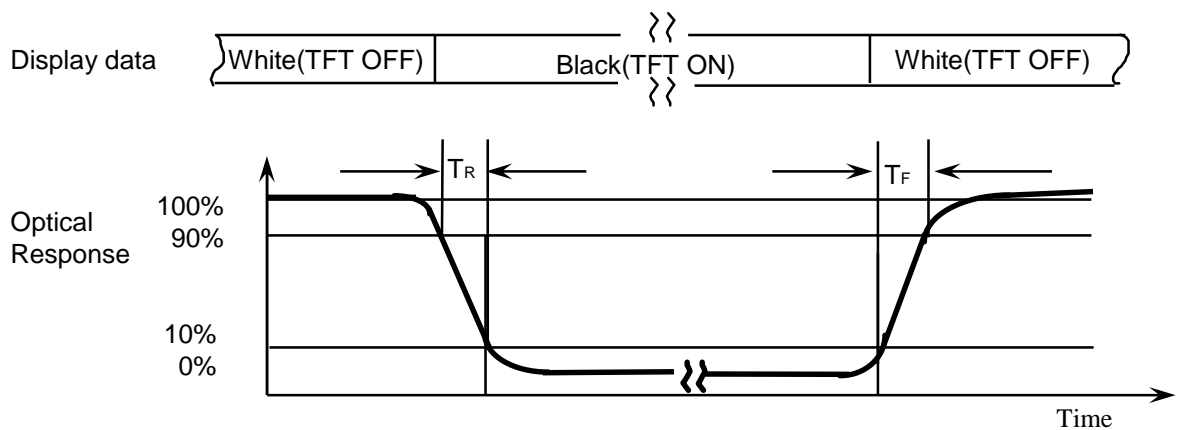 Display data
White(TFT OFF)
Black(TFT ON)
White(TFT OFF)
TR
TF
Optical
Response
100%
90%
10%
0%
Time